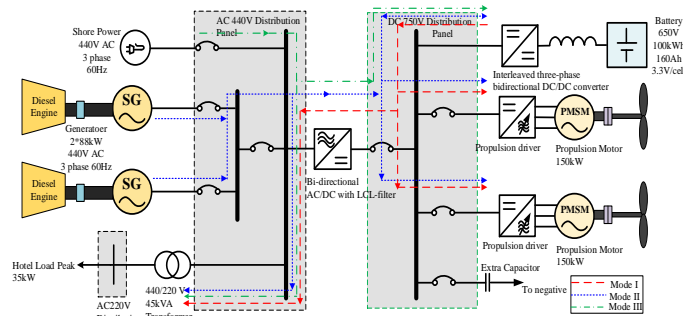 Shore Power
440V AC
3 phase
60Hz
AC 440V Distribution
Panel
DC 750V Distribution
Panel
Battery
650V
100kWh
160Ah
3.3V/cel
Interleaved three-phase
bidirectional DC/DC converter
Diesel
Engine
SG
Generatoer
2*88kW
440V AC
3 phase 60Hz
Diesel
Engine
SG
Bi-directional
AC/DC with LCL-filter
PMSM
Propulsion driver
Propulsion Motor
150kW
PMSM
Propulsion driver
Propulsion Motor
150kW
Hotel Load Peak
35kW
AC220V
440/220 V
45kVA
Transformer
Extra Capacitor
To negative
Mode I
Mode II
Mode III